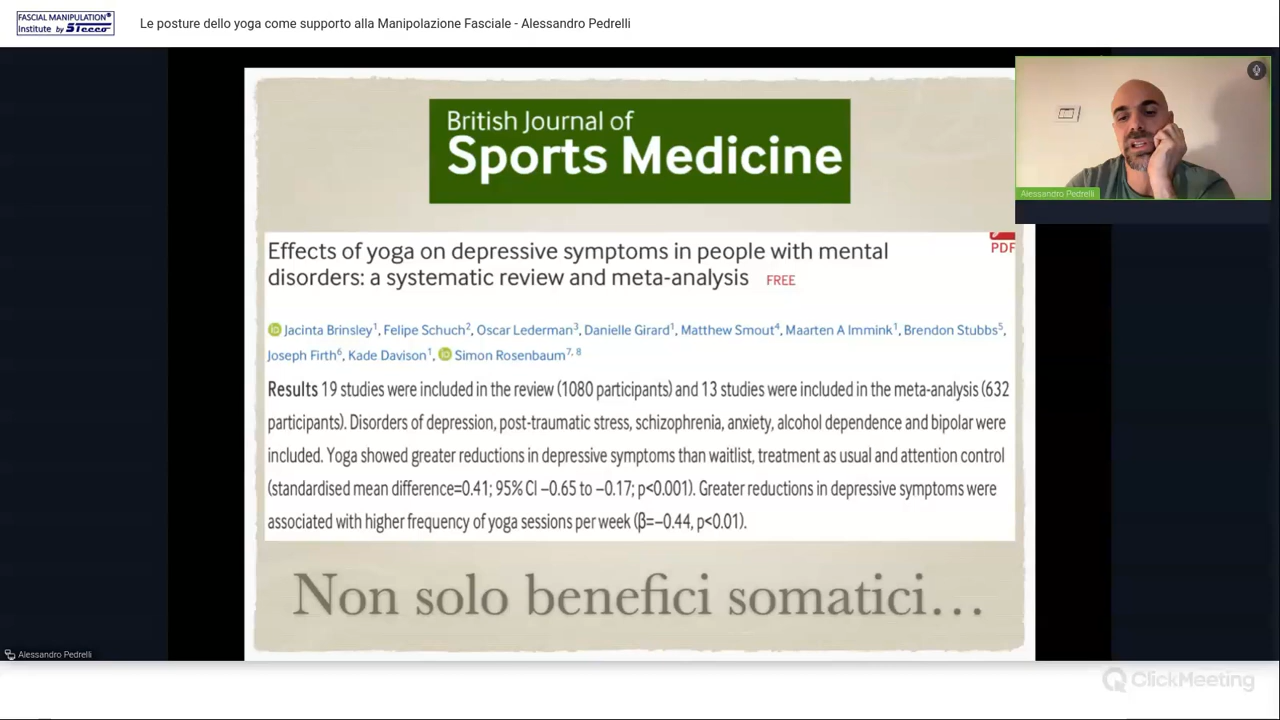 FASCIAL MANIPULATION®
Institute by Stecco
Le posture dello yoga come supporto alla Manipolazione Fasciale - Alessandro Pedrelli
British Journal of
Sports Medicine
Alessandro Pedrelli
PDF
Effects of yoga on depressive symptoms in people with mental
disorders: a systematic review and meta-analysis FREE
iD Jacinta Brinsley1, Felipe Schuch2, Oscar Lederman3, Danielle Girard1, Matthew Smout4, Maarten A Immink1, Brendon Stubbs5,
Joseph Firth6, Kade Davison1, iD Simon Rosenbaum7, 8
Results 19 studies were included in the review (1080 participants) and 13 studies were included in the meta-analysis (632
participants). Disorders of depression, post-traumatic stress, schizophrenia, anxiety, alcohol dependence and bipolar were
included. Yoga showed greater reductions in depressive symptoms than waitlist, treatment as usual and attention control
(standardised mean difference=0.41; 95% CI −0.65 to −0.17; p<0.001). Greater reductions in depressive symptoms were
associated with higher frequency of yoga sessions per week (β=−0.44, p<0.01).
Non solo benefici somatici…
Alessandro Pedrelli
ClickMeeting